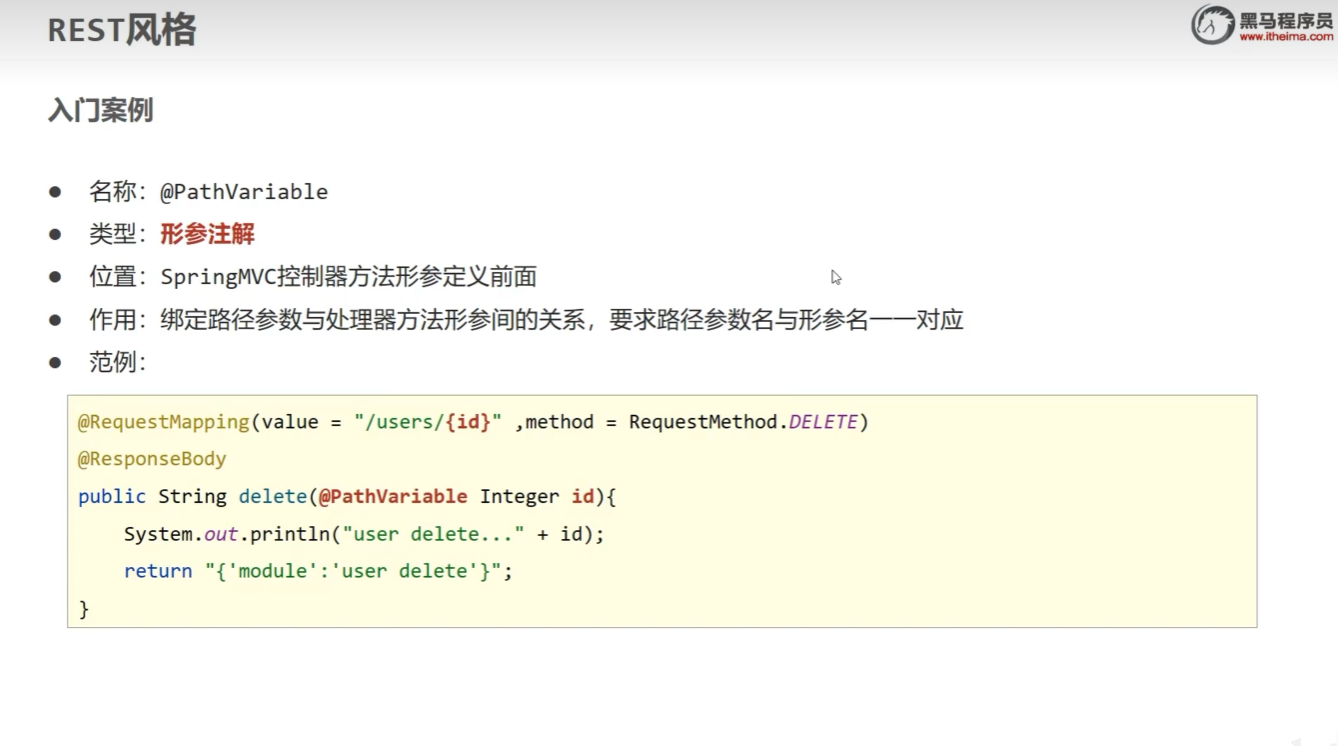 REST风格
黑马程序员
www.itheima.com
入门案例
● 名称：@PathVariable
● 类型：形参注解
● 位置：SpringMVC控制器方法形参定义前面
● 作用：绑定路径参数与处理器方法形参间的关系，要求路径参数名与形参名一一对应
● 范例：
@RequestMapping(value = "/users/{id}" ,method = RequestMethod.DELETE)
@ResponseBody
public String delete(@PathVariable Integer id){
    System.out.println("user delete..." + id);
    return "{'module':'user delete'}";
}